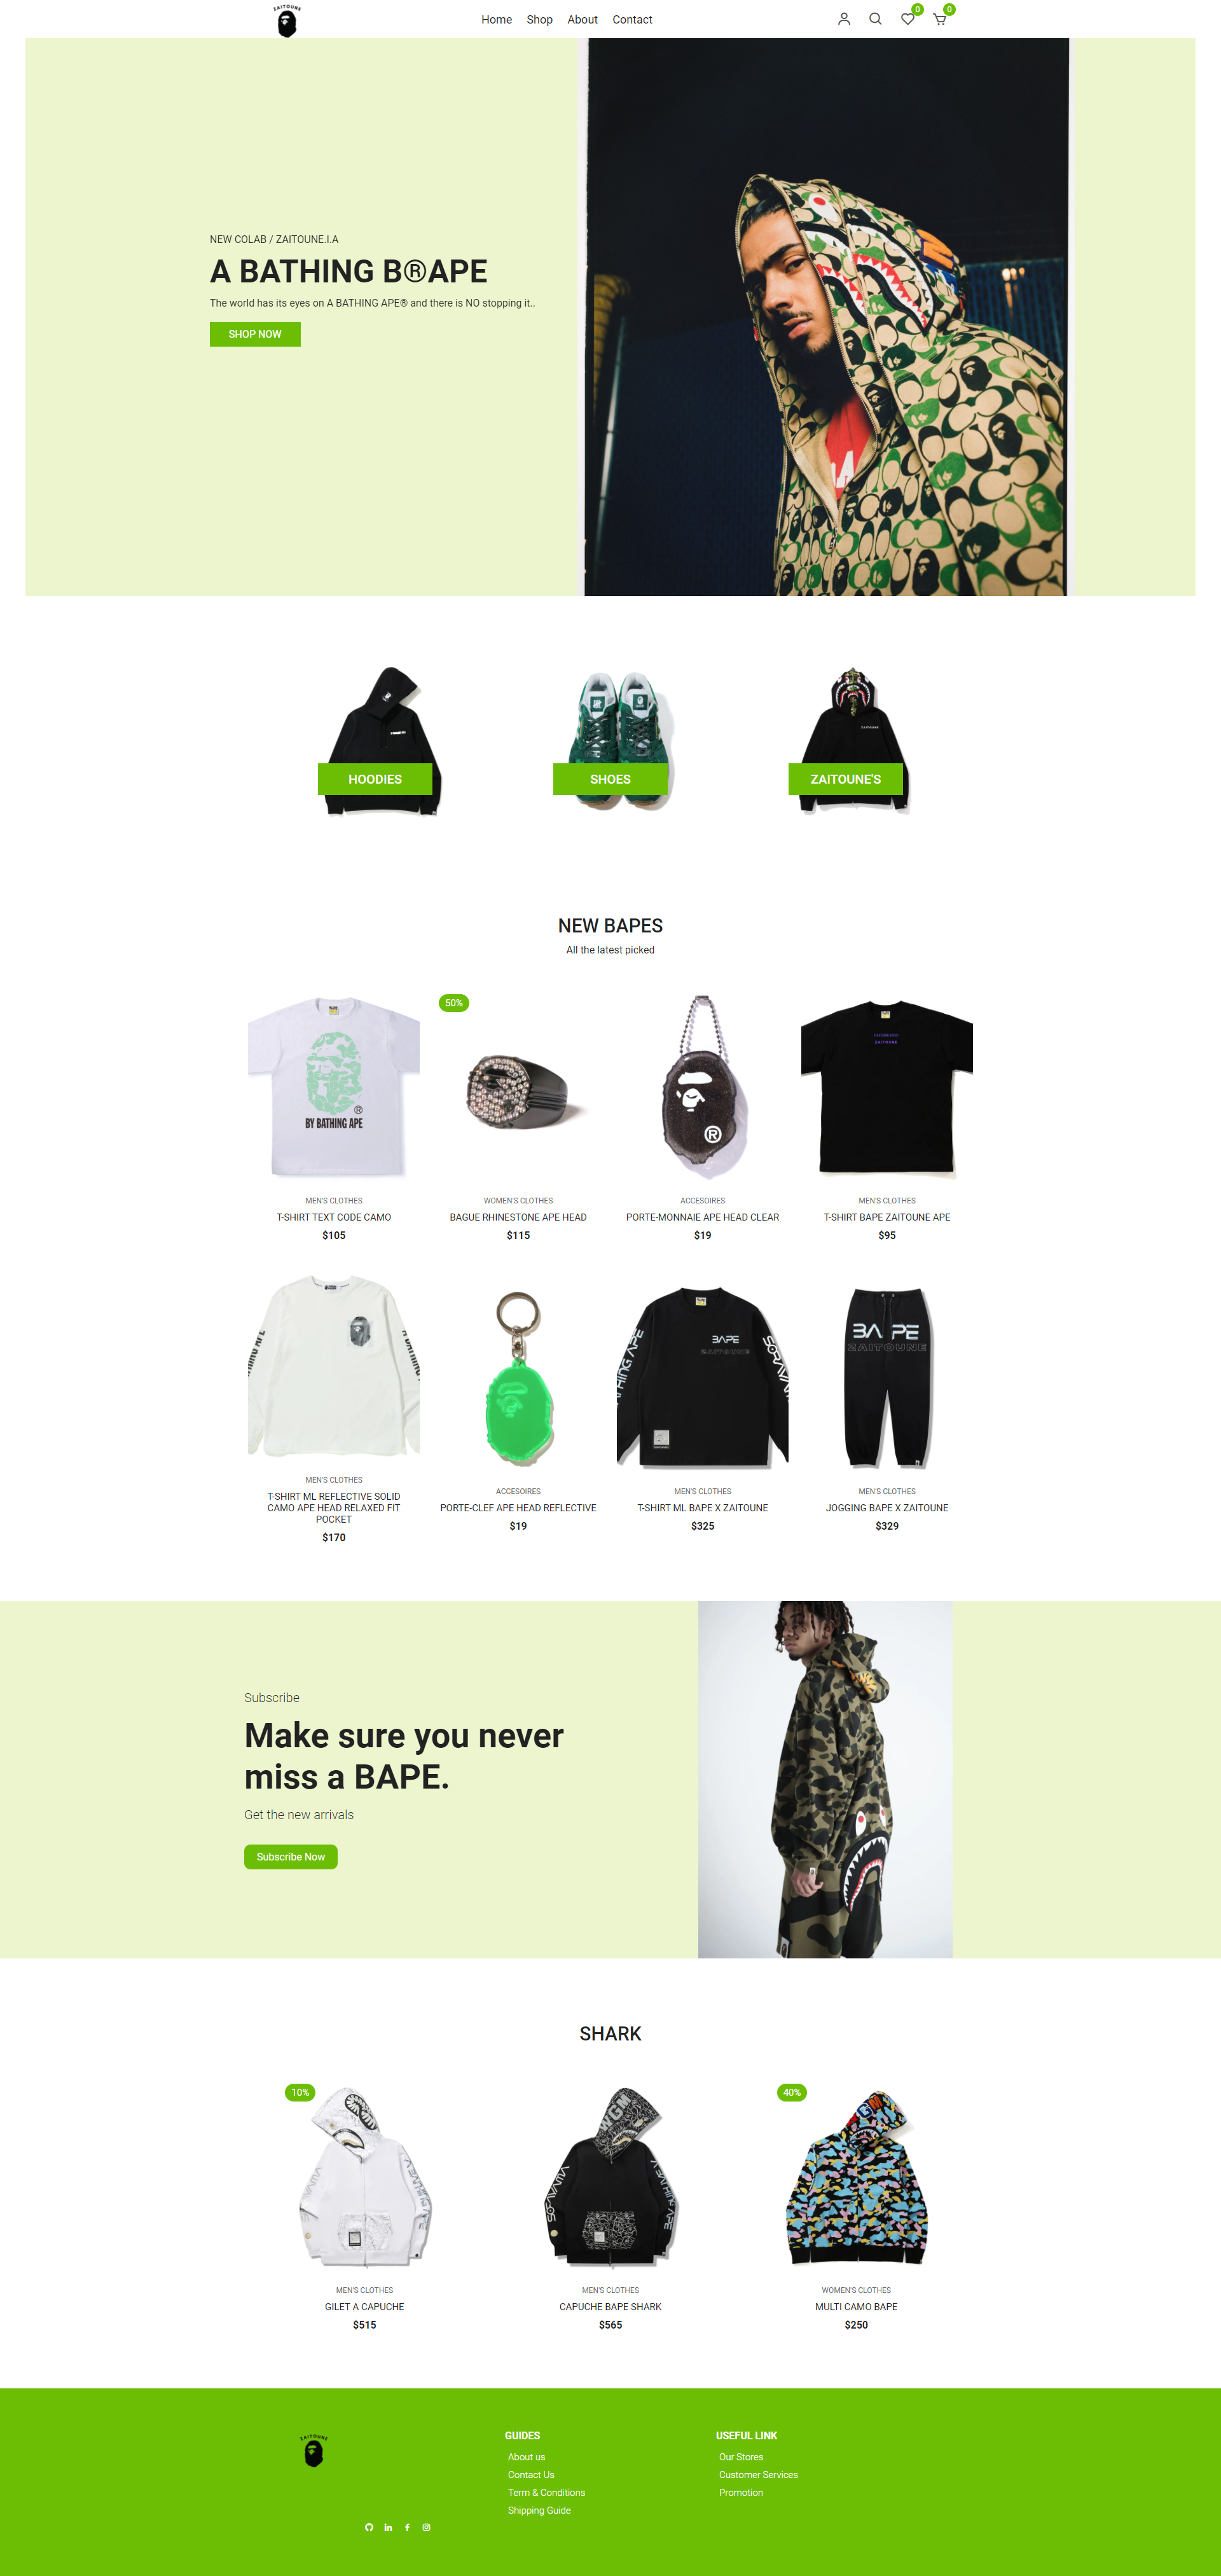 ZAITOUNE
Home Shop About Contact
0 0
NEW COLAB / ZAITOUNE.I.A
A BATHING B®APE
The world has its eyes on A BATHING APE® and there is NO stopping it..
SHOP NOW
ZAITOUNE
HOODIES SHOES ZAITOUNE'S
NEW BAPES
All the latest picked
50%
®
BY BATHING APE
®
ZAITOUNE
MEN'S CLOTHES WOMEN'S CLOTHES ACCESOIRES MEN'S CLOTHES
T-SHIRT TEXT CODE CAMO BAGUE RHINESTONE APE HEAD PORTE-MONNAIE APE HEAD CLEAR T-SHIRT BAPE ZAITOUNE APE
$105 $115 $19 $95
BAPE
ZAITOUNE
BAPE
ZAITOUNE
MEN'S CLOTHES ACCESOIRES MEN'S CLOTHES MEN'S CLOTHES
T-SHIRT ML REFLECTIVE SOLID
CAMO APE HEAD RELAXED FIT
POCKET
PORTE-CLEF APE HEAD REFLECTIVE T-SHIRT ML BAPE X ZAITOUNE JOGGING BAPE X ZAITOUNE
$170 $19 $325 $329
Subscribe
Make sure you never
miss a BAPE.
Get the new arrivals
Subscribe Now
SHARK
10% 40%
WGM
MEN'S CLOTHES MEN'S CLOTHES WOMEN'S CLOTHES
GILET A CAPUCHE CAPUCHE BAPE SHARK MULTI CAMO BAPE
$515 $565 $250
ZAITOUNE
GUIDES
About us
Contact Us
Term & Conditions
Shipping Guide
USEFUL LINK
Our Stores
Customer Services
Promotion